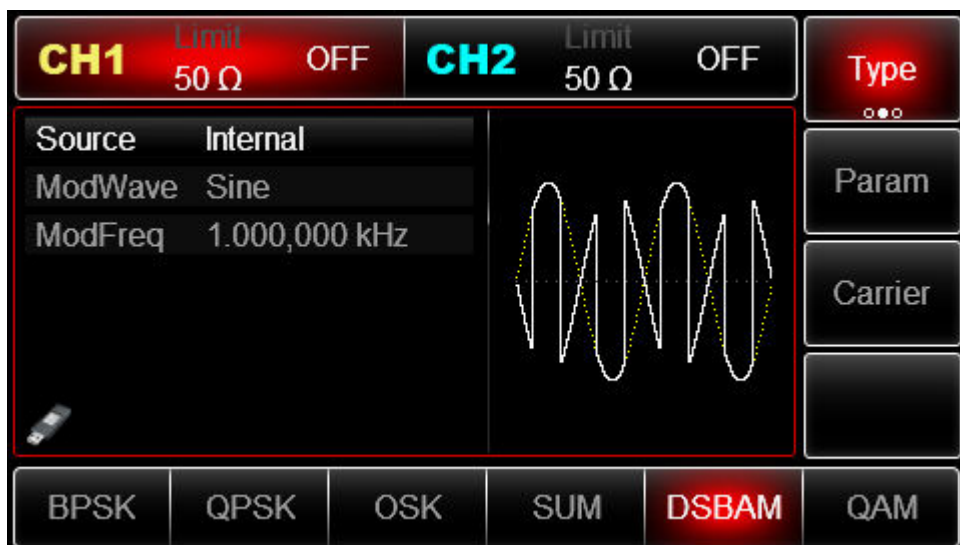 CH1 Limit 50 Ω OFF CH2 Limit 50 Ω OFF
Type
Source Internal
ModWave Sine
ModFreq 1.000,000 kHz
Param
Carrier
BPSK QPSK OSK SUM DSBAM QAM